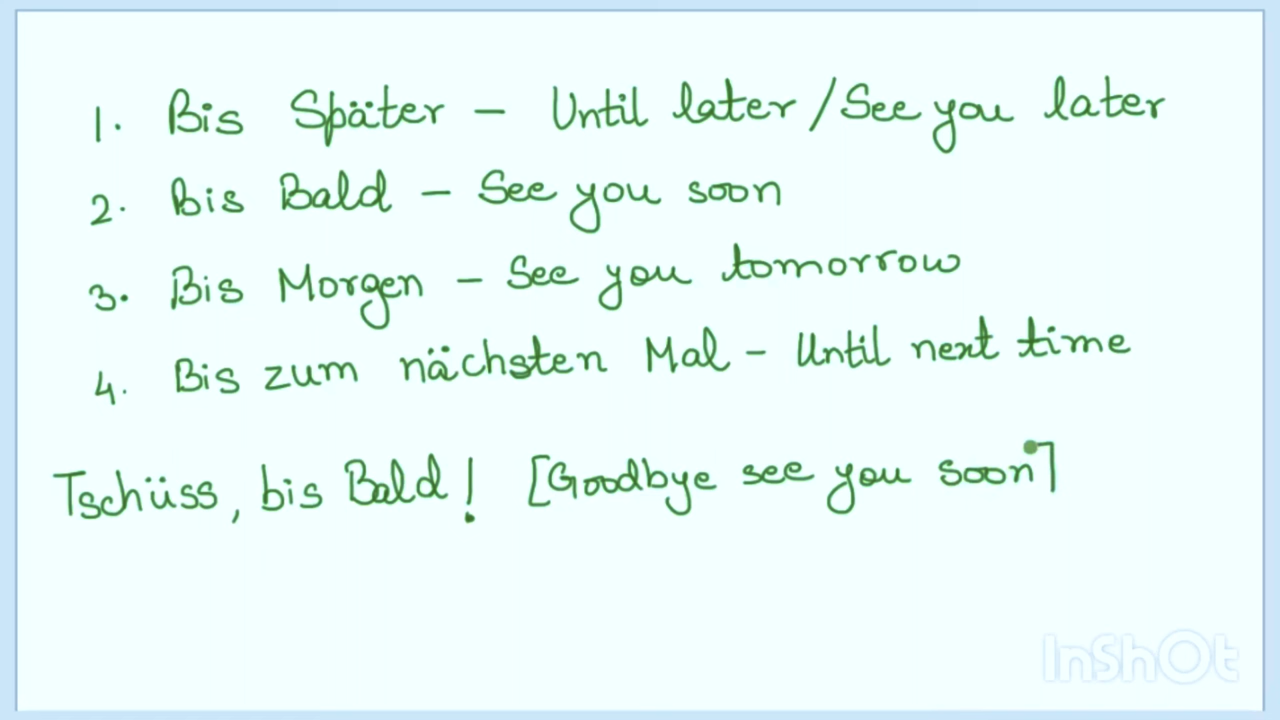 1. Bis Später - Until later / See you later
2. Bis Bald - See you soon
3. Bis Morgen - See you tomorrow
4. Bis zum nächsten Mal - Until next time
Tschüss, bis Bald! [Goodbye see you soon]
InShOt